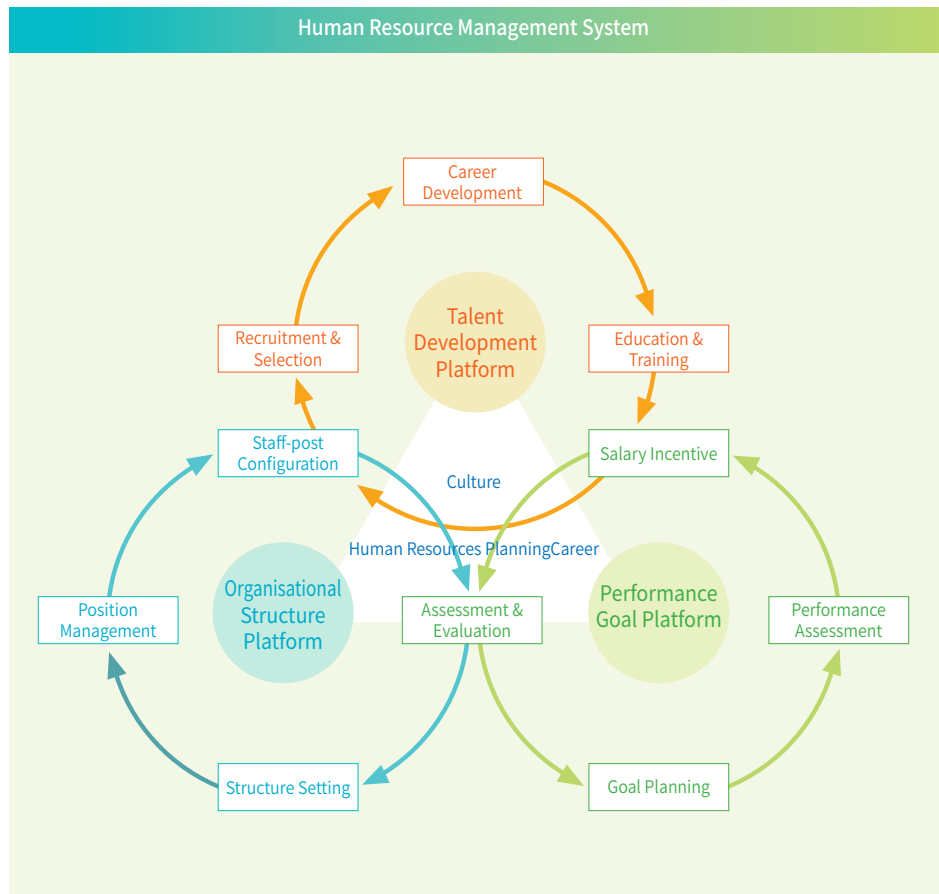 Human Resource Management System
Career
Development
Recruitment &
Selection
Talent
Development
Platform
Education &
Training
Staff-post
Configuration
Salary Incentive
Culture
Human Resources PlanningCareer
Position
Management
Organisational
Structure
Platform
Assessment &
Evaluation
Performance
Goal Platform
Performance
Assessment
Structure Setting
Goal Planning